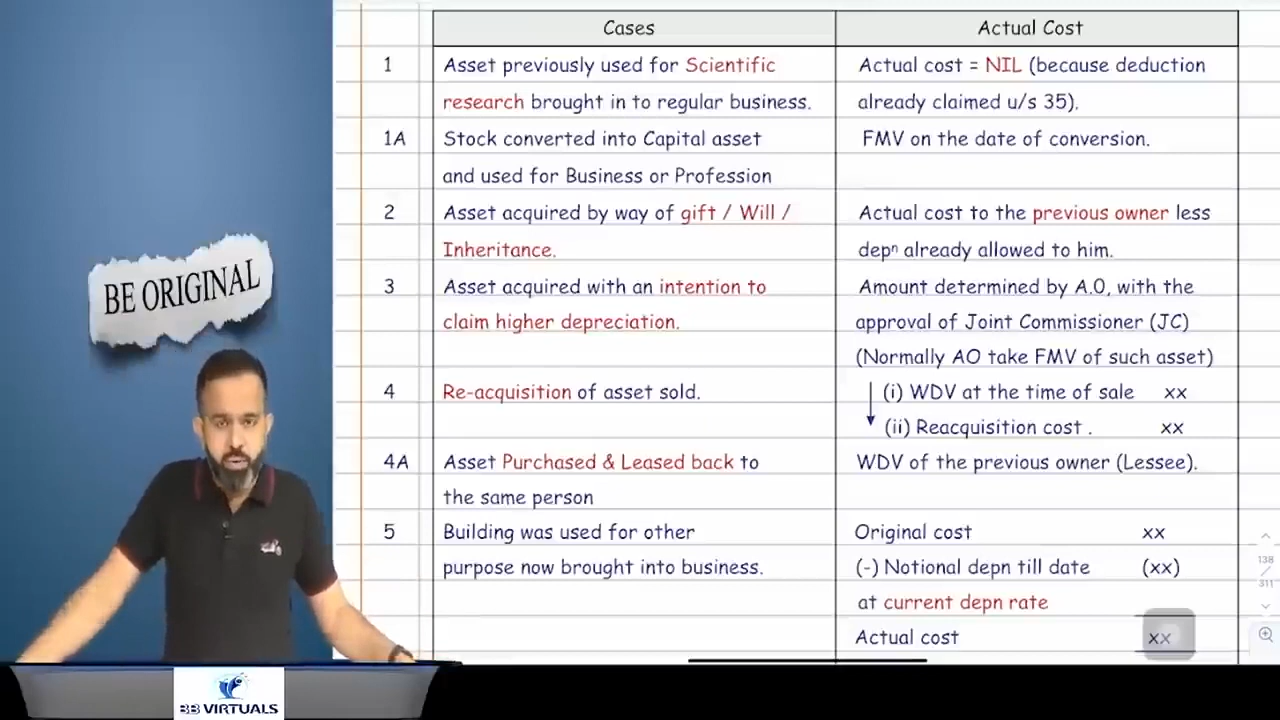 Cases Actual Cost
1 Asset previously used for Scientific Actual cost = NIL (because deduction
research brought in to regular business. already claimed u/s 35).
1A Stock converted into Capital asset FMV on the date of conversion.
and used for Business or Profession
2 Asset acquired by way of gift / Will / Actual cost to the previous owner less
Inheritance. depⁿ already allowed to him.
3 Asset acquired with an intention to Amount determined by A.O, with the
claim higher depreciation. approval of Joint Commissioner (JC)
(Normally AO take FMV of such asset)
4 Re-acquisition of asset sold. (i) WDV at the time of sale xx
(ii) Reacquisition cost . xx
4A Asset Purchased & Leased back to WDV of the previous owner (Lessee).
the same person
5 Building was used for other Original cost xx
purpose now brought into business. (-) Notional depn till date (xx)
at current depn rate
Actual cost xx
138
/
311
BE ORIGINAL
BB VIRTUALS